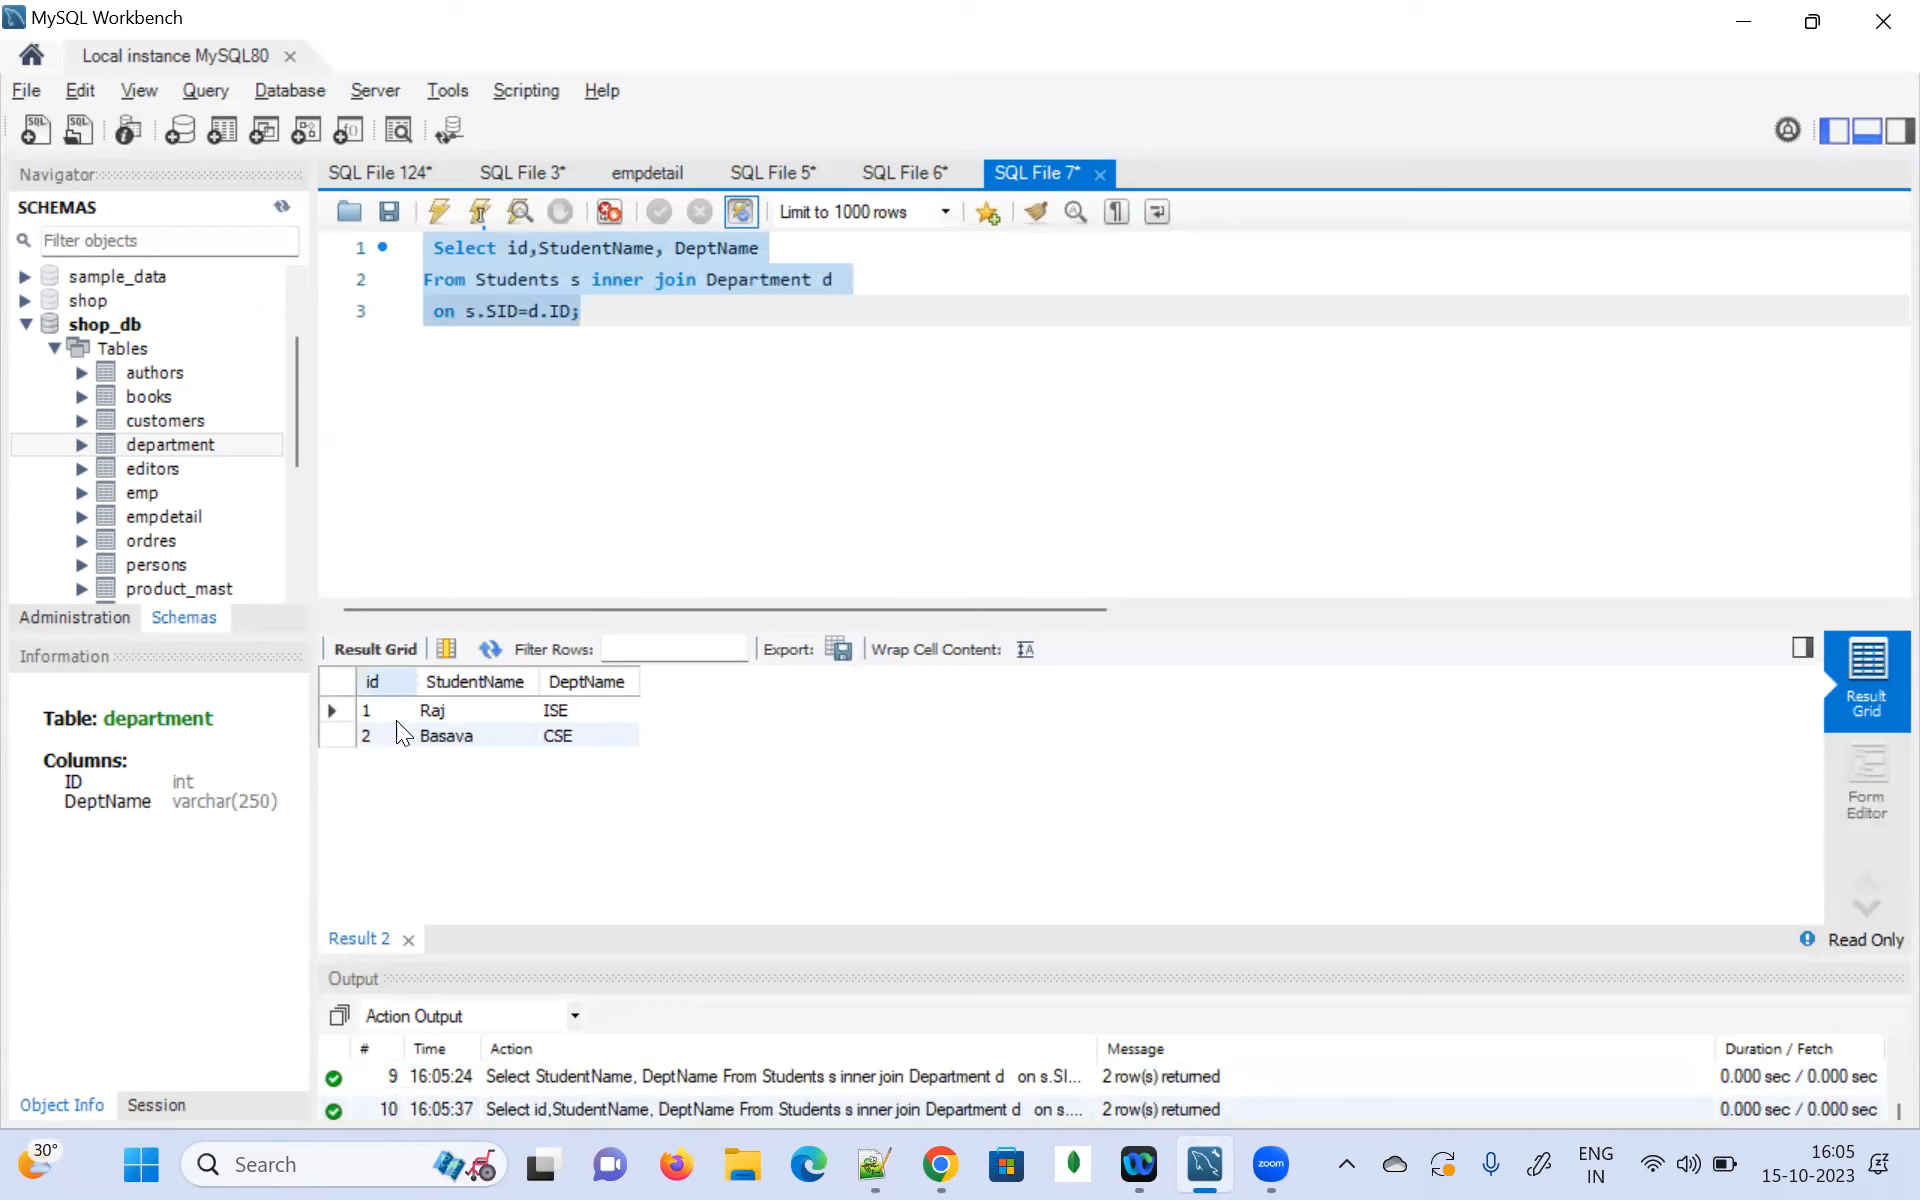 MySQL Workbench
Local instance MySQL80
File Edit View Query Database Server Tools Scripting Help
Navigator
SCHEMAS
Filter objects
sample_data
shop
shop_db
Tables
authors
books
customers
department
editors
emp
empdetail
ordres
persons
product_mast
Administration Schemas
Information
Table: department
Columns:
ID int
DeptName varchar(250)
Object Info Session
SQL File 124* SQL File 3* empdetail SQL File 5* SQL File 6* SQL File 7*
Limit to 1000 rows
1 Select id,StudentName, DeptName
2 From Students s inner join Department d
3 on s.SID=d.ID;
Result Grid Filter Rows: Export: Wrap Cell Content:
id StudentName DeptName
1 Raj ISE
2 Basava CSE
Result Grid
Form Editor
Result 2 Read Only
Output
Action Output
# Time Action Message Duration / Fetch
9 16:05:24 Select StudentName, DeptName From Students s inner join Department d on s.SI... 2 row(s) returned 0.000 sec / 0.000 sec
10 16:05:37 Select id,StudentName, DeptName From Students s inner join Department d on s.... 2 row(s) returned 0.000 sec / 0.000 sec
30° Search zoom ENG IN 16:05
15-10-2023